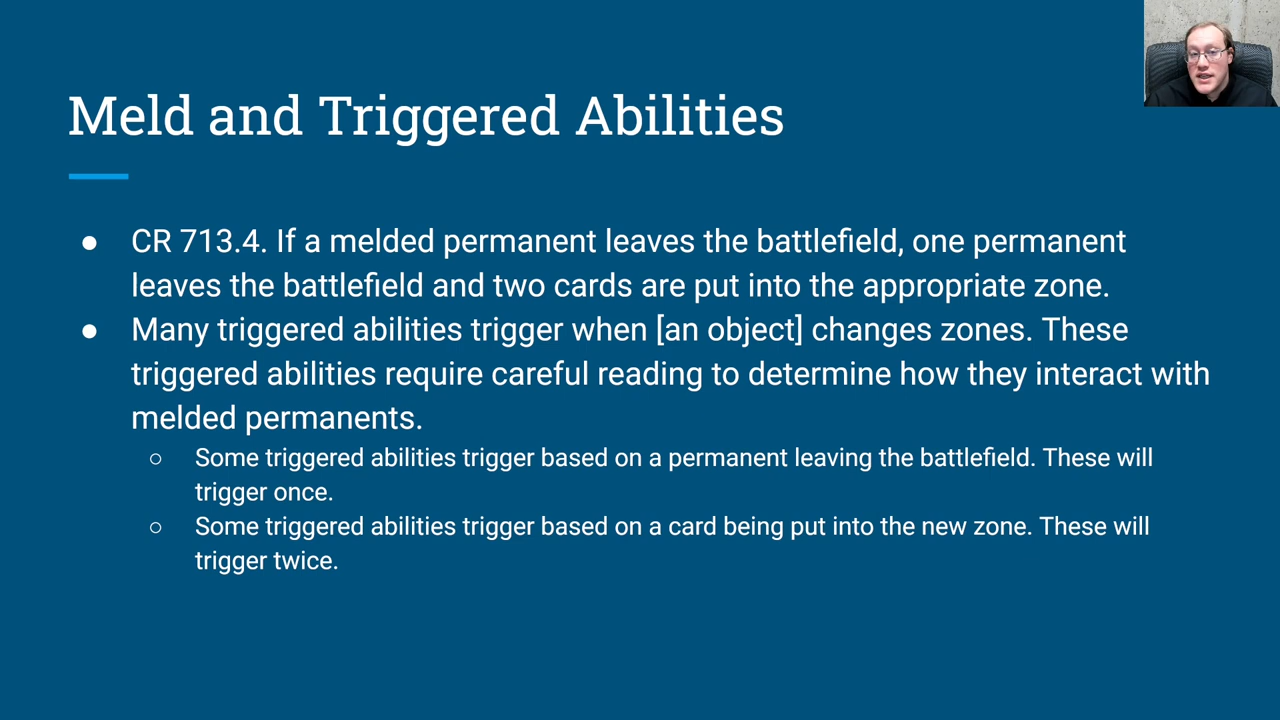 Meld and Triggered Abilities
● CR 713.4. If a melded permanent leaves the battlefield, one permanent
leaves the battlefield and two cards are put into the appropriate zone.
● Many triggered abilities trigger when [an object] changes zones. These
triggered abilities require careful reading to determine how they interact with
melded permanents.
○ Some triggered abilities trigger based on a permanent leaving the battlefield. These will
trigger once.
○ Some triggered abilities trigger based on a card being put into the new zone. These will
trigger twice.